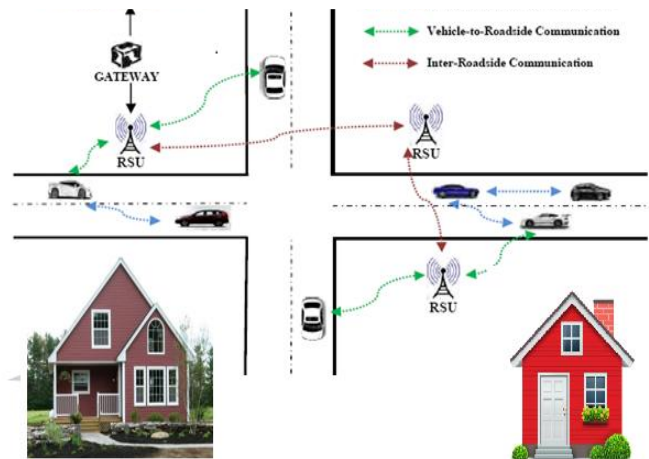 Vehicle-to-Roadside Communication
Inter-Roadside Communication
GATEWAY
RSU
RSU
RSU